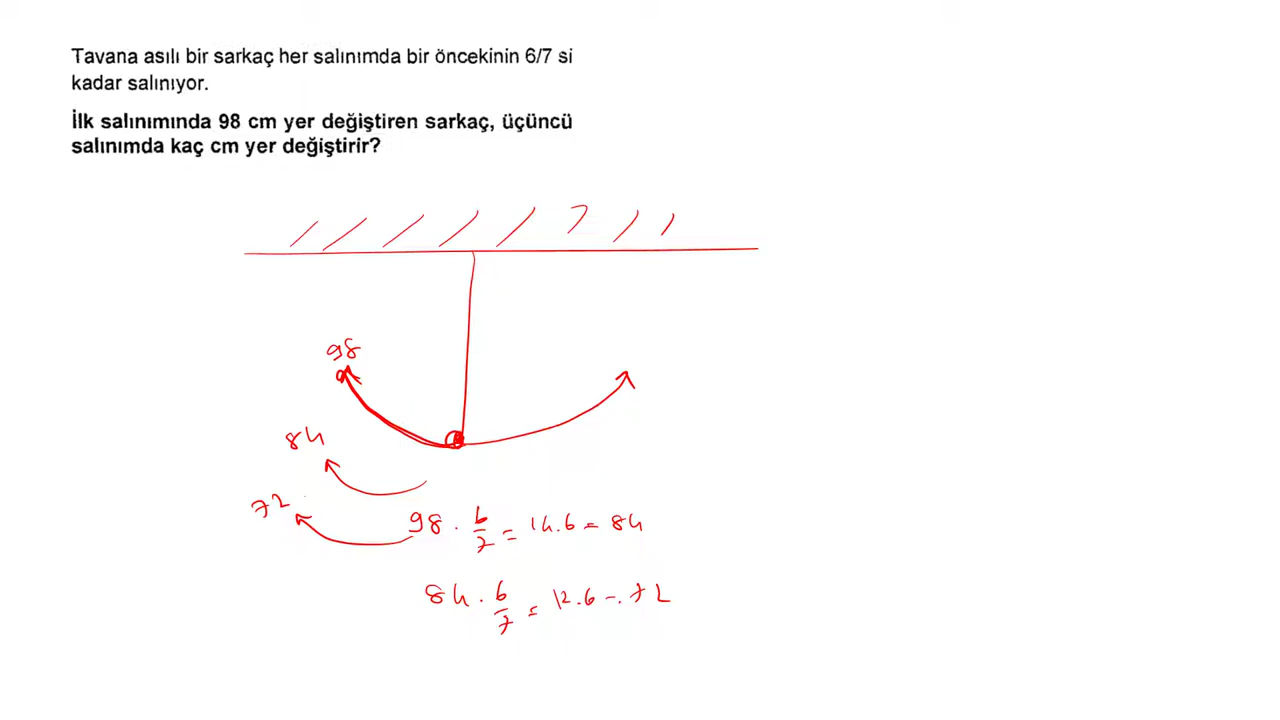 Tavana asılı bir sarkaç her salınımda bir öncekinin 6/7 si
kadar salınıyor.
İlk salınımında 98 cm yer değiştiren sarkaç, üçüncü
salınımda kaç cm yer değiştirir?
98
84
72
98 . 6/7 = 14.6 = 84
84 . 6/7 = 12.6 = 72